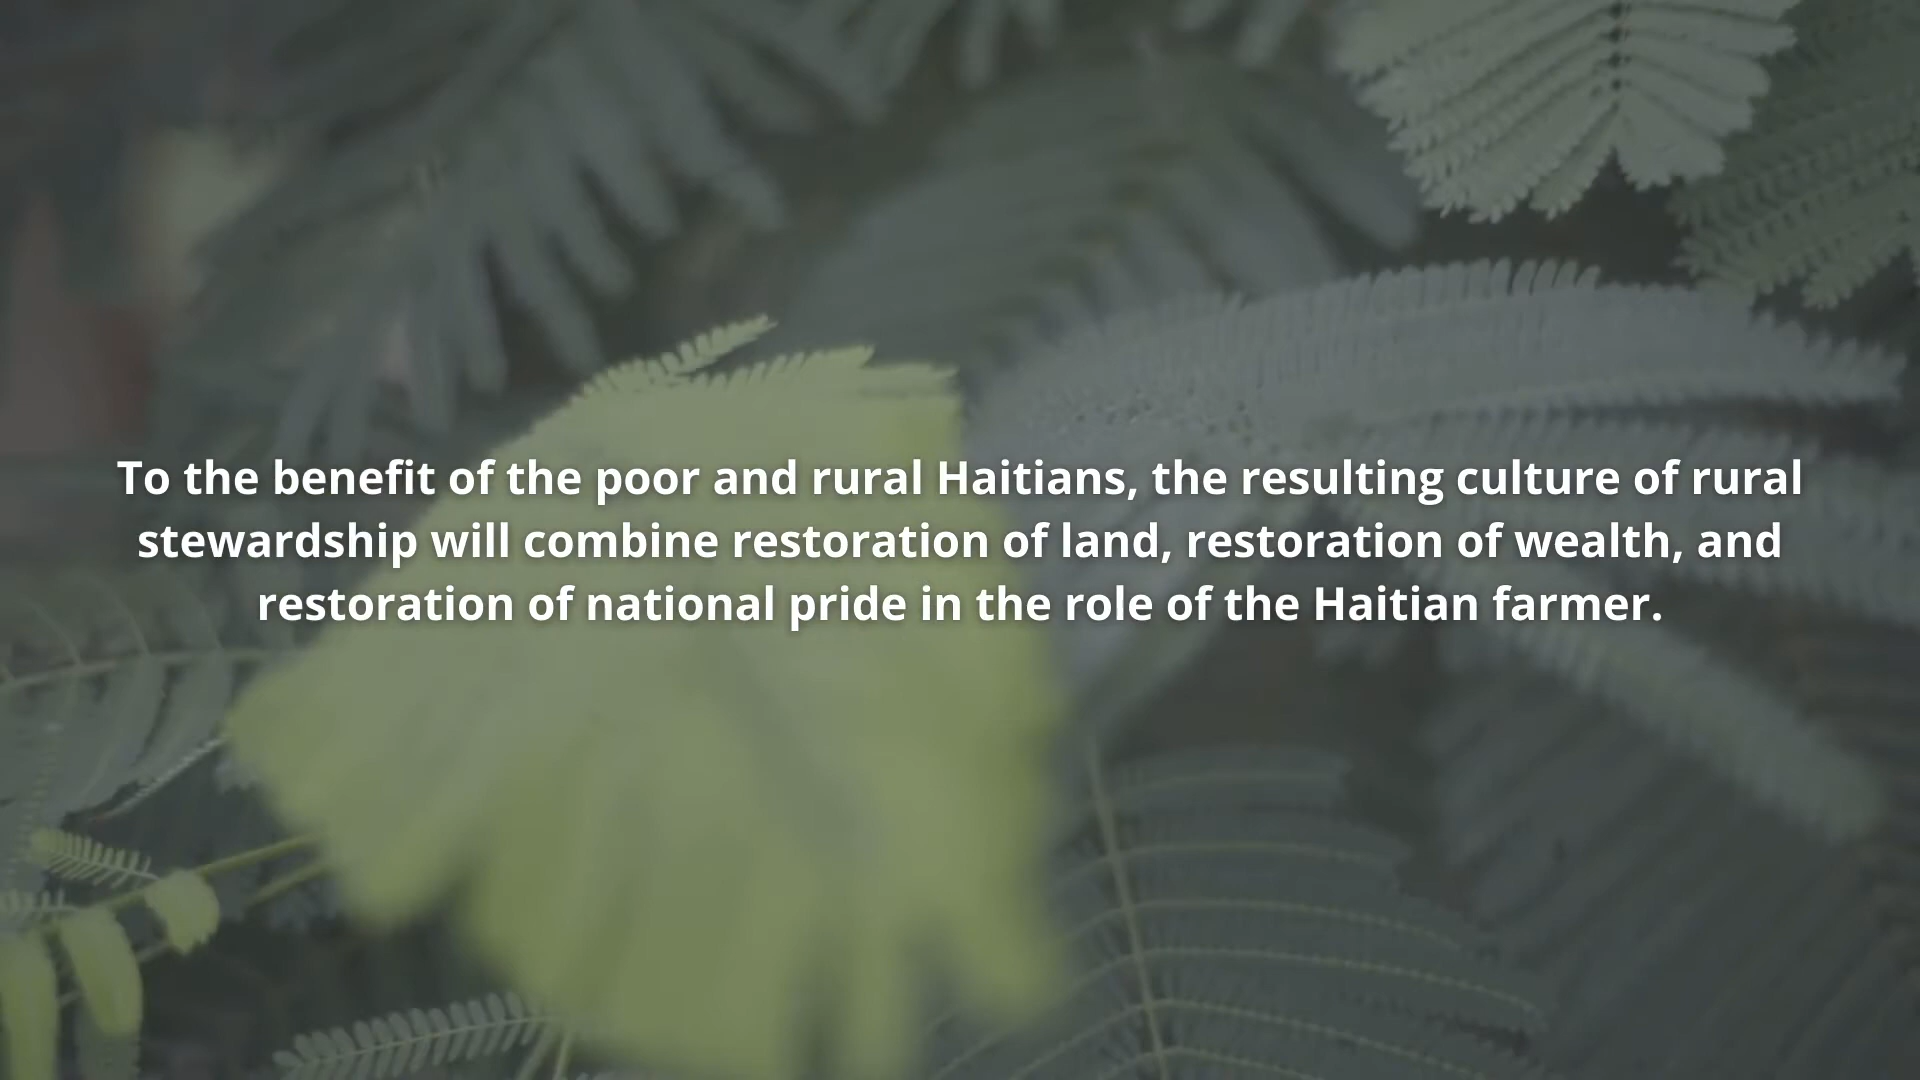 To the benefit of the poor and rural Haitians, the resulting culture of rural
stewardship will combine restoration of land, restoration of wealth, and
restoration of national pride in the role of the Haitian farmer.